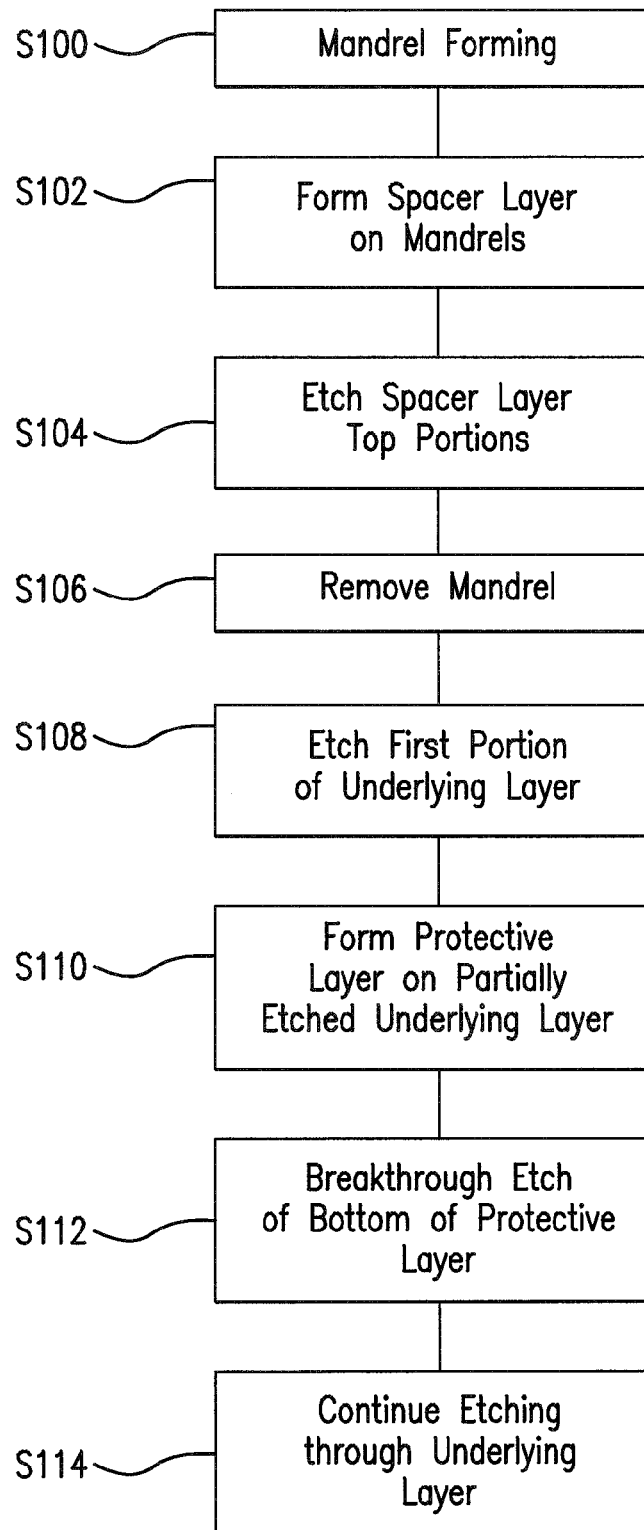 S100
Mandrel Forming
S102
Form Spacer Layer
on Mandrels
S104
Etch Spacer Layer
Top Portions
S106
Remove Mandrel
S108
Etch First Portion
of Underlying Layer
S110
Form Protective
Layer on Partially
Etched Underlying Layer
S112
Breakthrough Etch
of Bottom of Protective
Layer
S114
Continue Etching
through Underlying
Layer